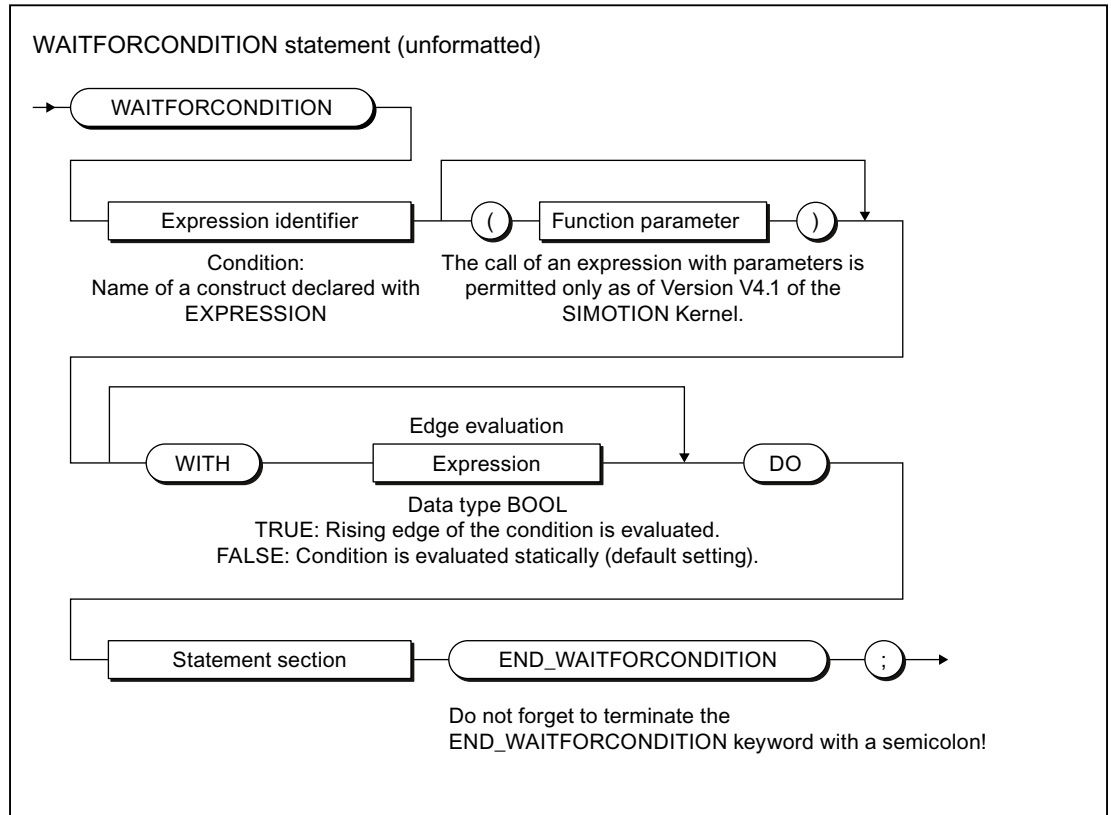 WAITFORCONDITION statement (unformatted)
WAITFORCONDITION
Expression identifier
( Function parameter )
Condition:
Name of a construct declared with
EXPRESSION
The call of an expression with parameters is
permitted only as of Version V4.1 of the
SIMOTION Kernel.
Edge evaluation
WITH Expression DO
Data type BOOL
TRUE: Rising edge of the condition is evaluated.
FALSE: Condition is evaluated statically (default setting).
Statement section END_WAITFORCONDITION ;
Do not forget to terminate the
END_WAITFORCONDITION keyword with a semicolon!